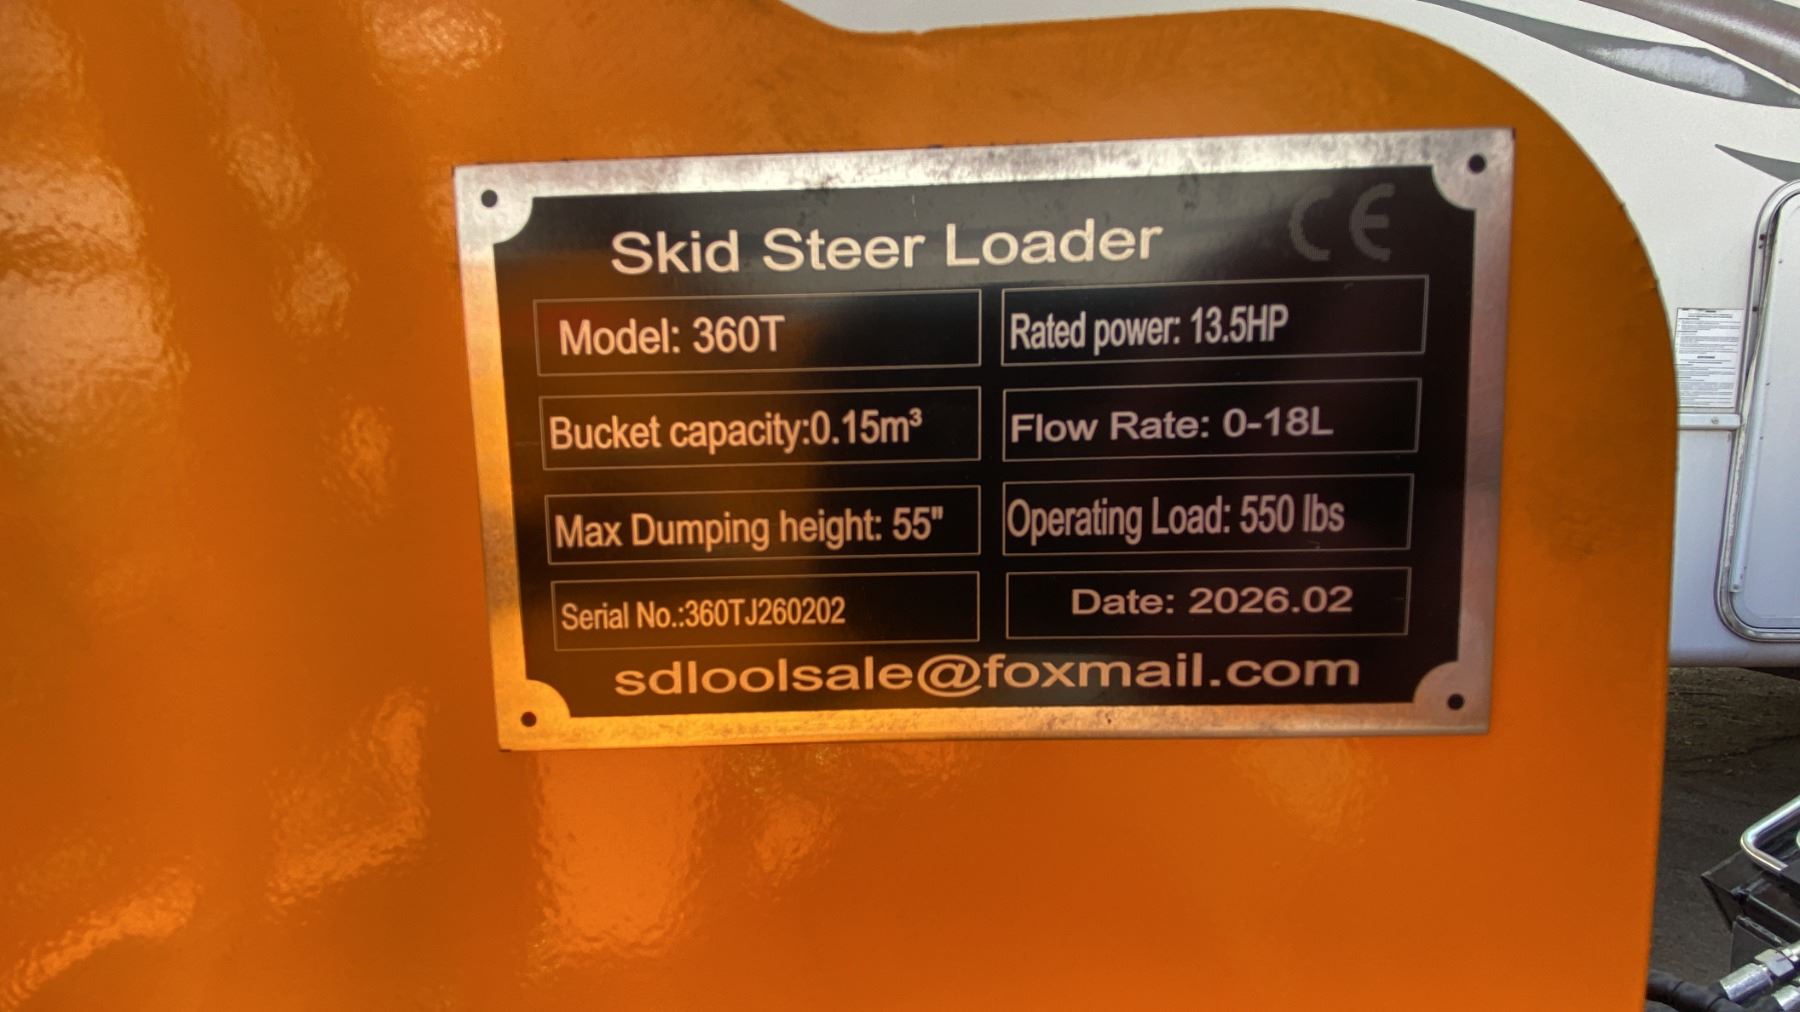 CE
Skid Steer Loader
Model: 360T
Rated power: 13.5HP
Bucket capacity:0.15m³
Flow Rate: 0-18L
Max Dumping height: 55"
Operating Load: 550 lbs
Serial No.:360TJ260202
Date: 2026.02
sdloolsale@foxmail.com